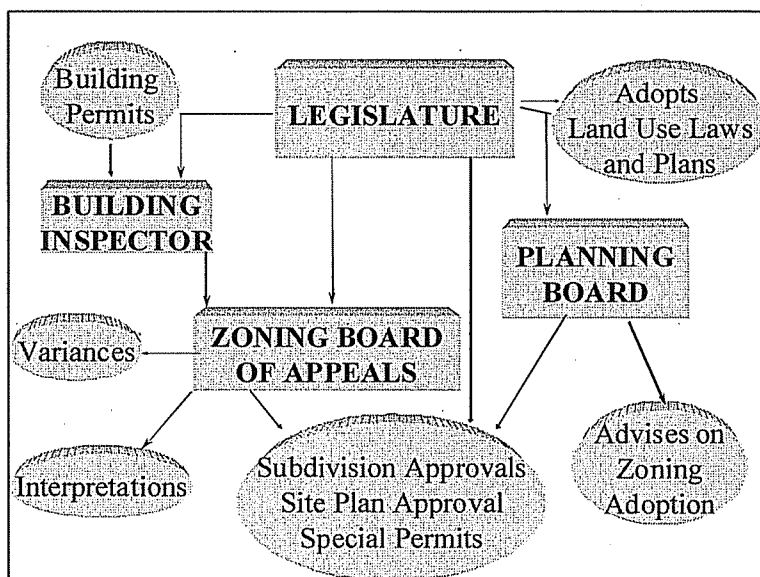 Building
Permits
LEGISLATURE
Adopts
Land Use Laws
and Plans
BUILDING
INSPECTOR
PLANNING
BOARD
ZONING BOARD
OF APPEALS
Variances
Interpretations
Subdivision Approvals
Site Plan Approval
Special Permits
Advises on
Zoning
Adoption